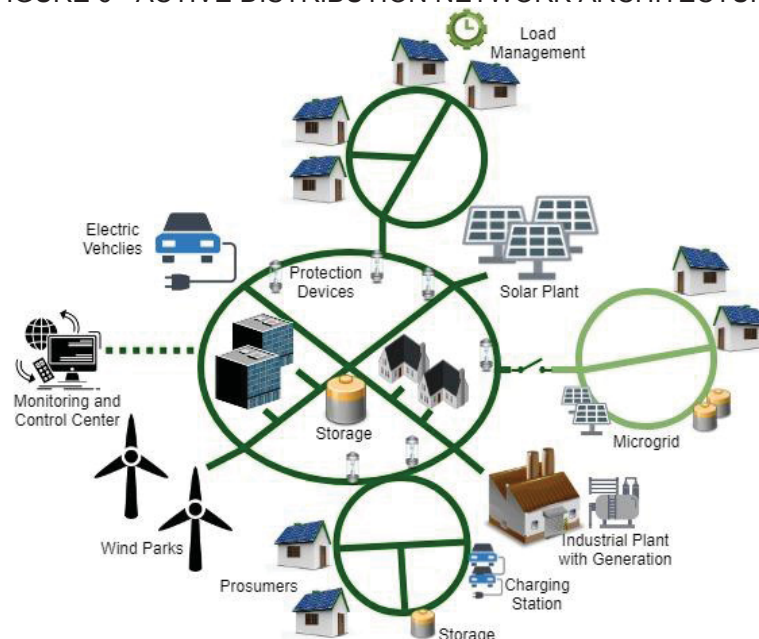 Load
Management
Electric
Vehclies
Protection
Devices
Solar Plant
Monitoring and
Control Center
Storage
Microgrid
Wind Parks
Industrial Plant
with Generation
Prosumers
Charging
Station
Storage